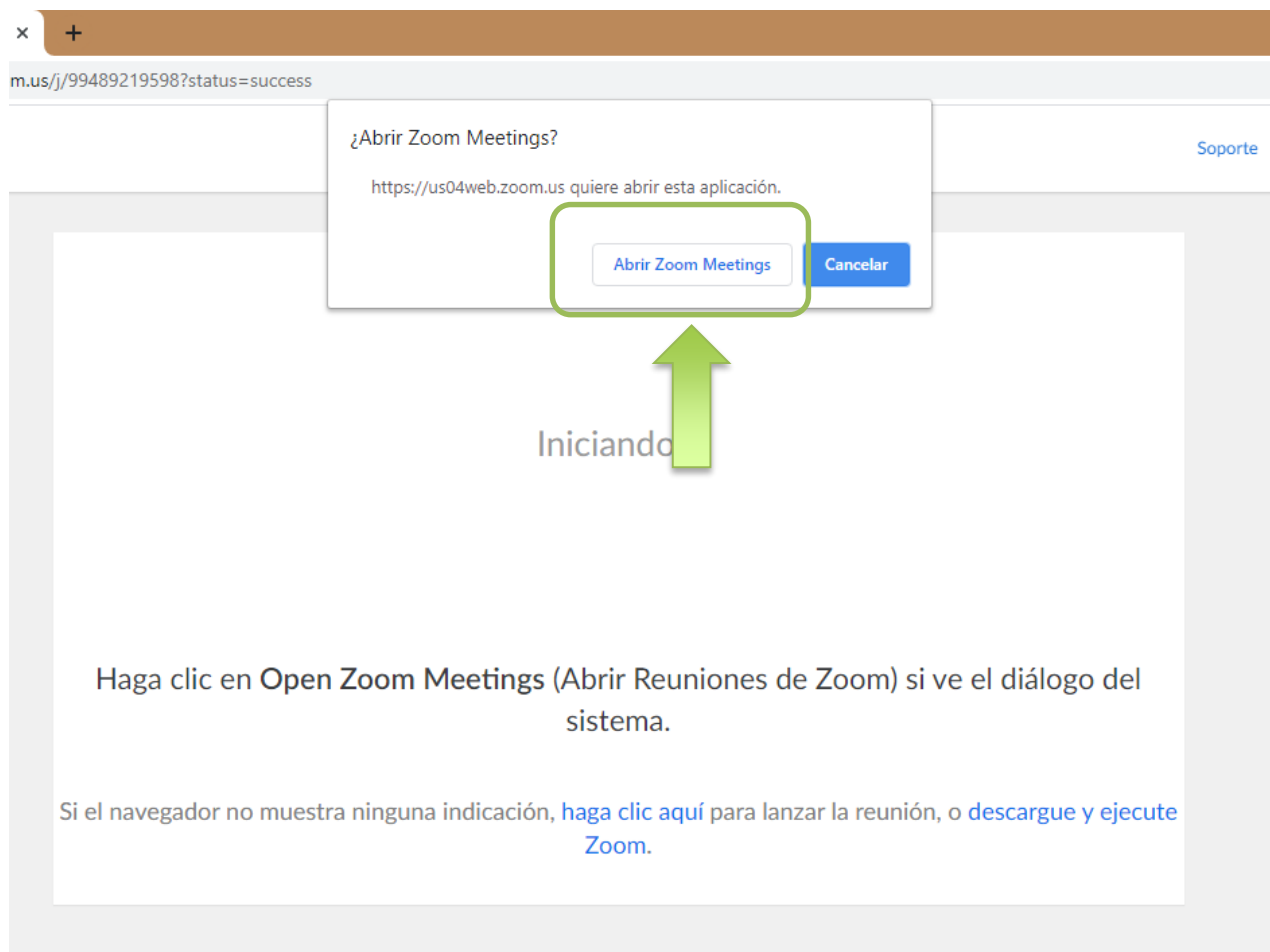 m.us/j/99489219598?status=success
¿Abrir Zoom Meetings?
Soporte
https://us04web.zoom.us quiere abrir esta aplicación.
Abrir Zoom Meetings
Cancelar
Iniciando
Haga clic en Open Zoom Meetings (Abrir Reuniones de Zoom) si ve el diálogo del
sistema.
Si el navegador no muestra ninguna indicación, haga clic aquí para lanzar la reunión, o descargue y ejecute
Zoom.